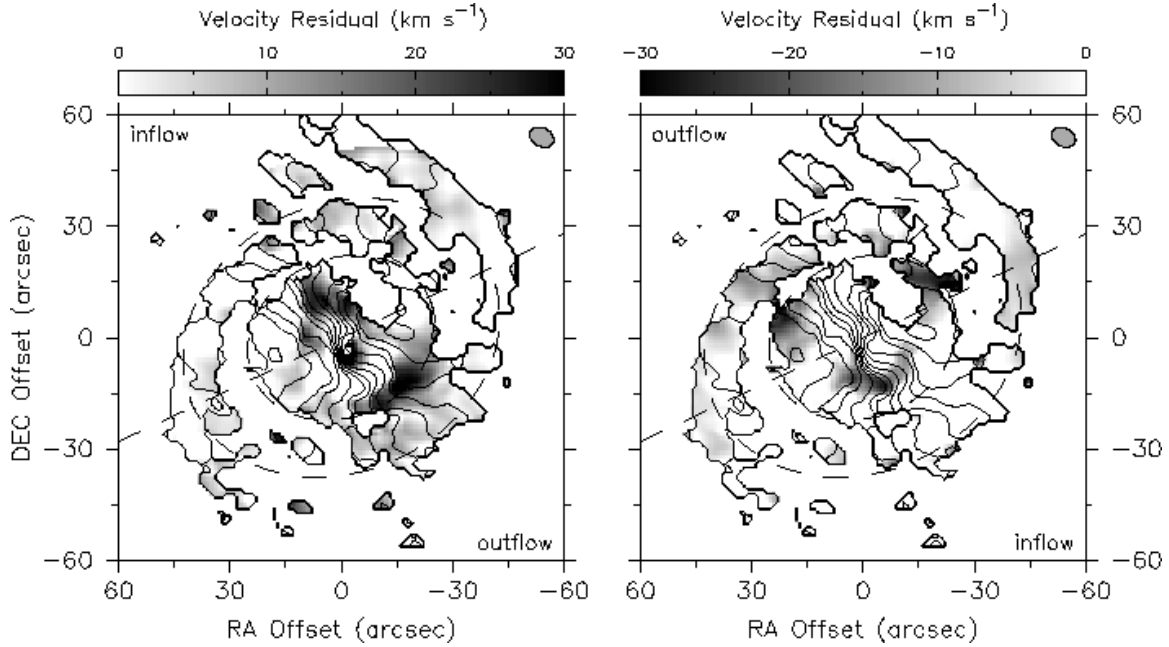 Velocity Residual (km s⁻¹)
0 10 20 30
Velocity Residual (km s⁻¹)
−30 −20 −10 0
inflow
outflow
outflow
inflow
60
30
0
−30
−60
DEC Offset (arcsec)
60
30
0
−30
−60
60 30 0 −30 −60
RA Offset (arcsec)
60 30 0 −30 −60
RA Offset (arcsec)